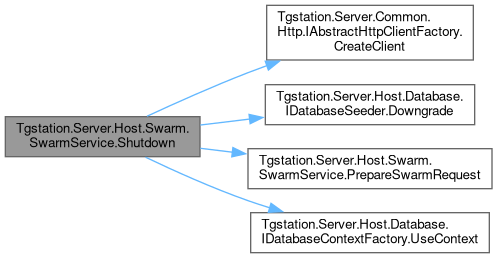 Tgstation.Server.Host.Swarm.
SwarmService.Shutdown
Tgstation.Server.Common.
Http.IAbstractHttpClientFactory.
CreateClient
Tgstation.Server.Host.Database.
IDatabaseSeeder.Downgrade
Tgstation.Server.Host.Swarm.
SwarmService.PrepareSwarmRequest
Tgstation.Server.Host.Database.
IDatabaseContextFactory.UseContext